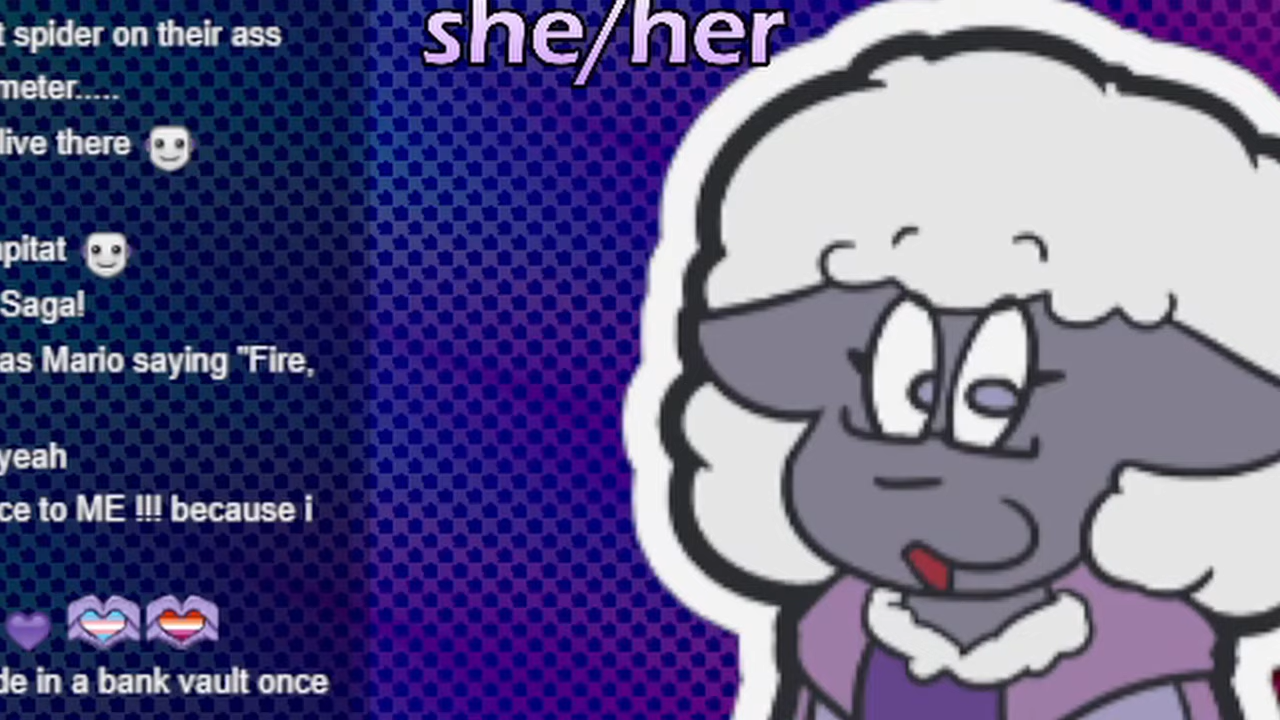 she/her
t spider on their ass
meter.....
live there
pitat
Saga!
as Mario saying "Fire,
yeah
ce to ME !!! because i
de in a bank vault once